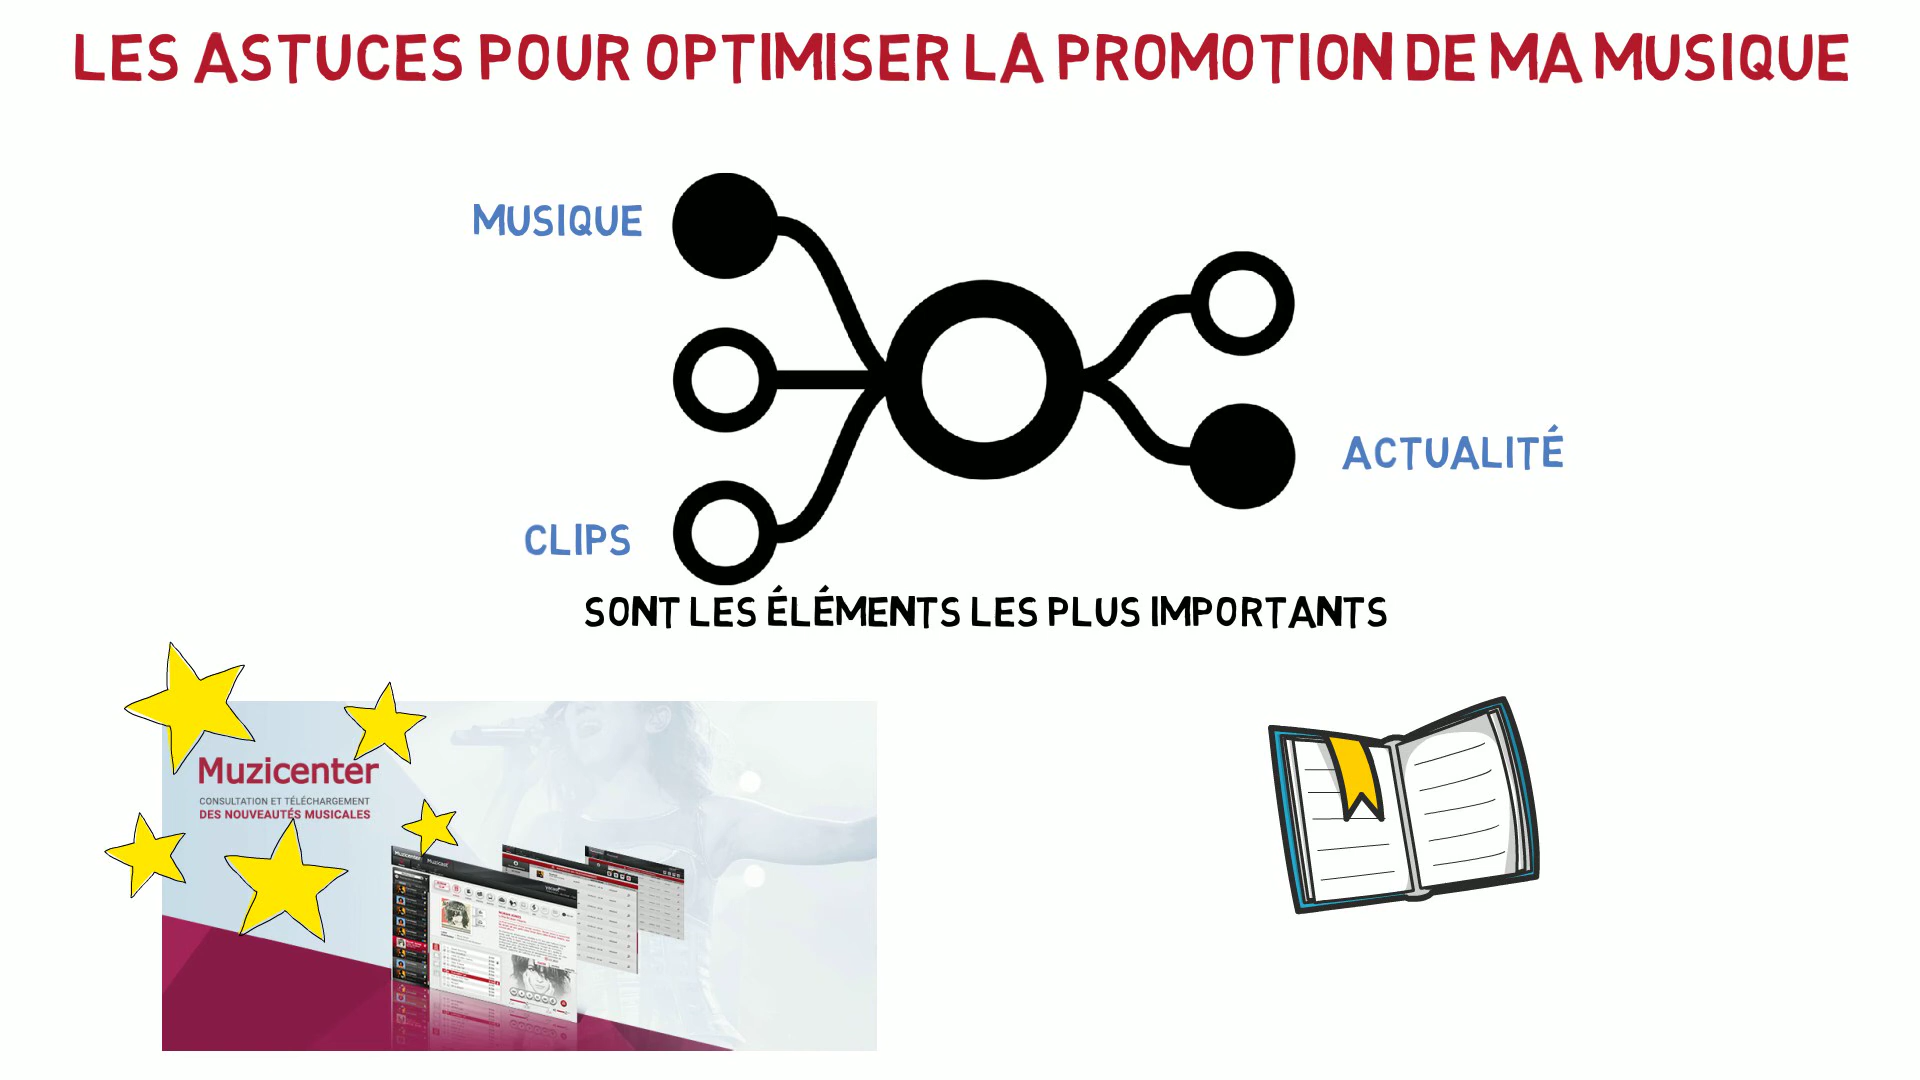 LES ASTUCES POUR OPTIMISER LA PROMOTION DE MA MUSIQUE
MUSIQUE
ACTUALITÉ
CLIPS
SONT LES ÉLÉMENTS LES PLUS IMPORTANTS
Muzicenter
CONSULTATION ET TÉLÉCHARGEMENT
DES NOUVEAUTÉS MUSICALES